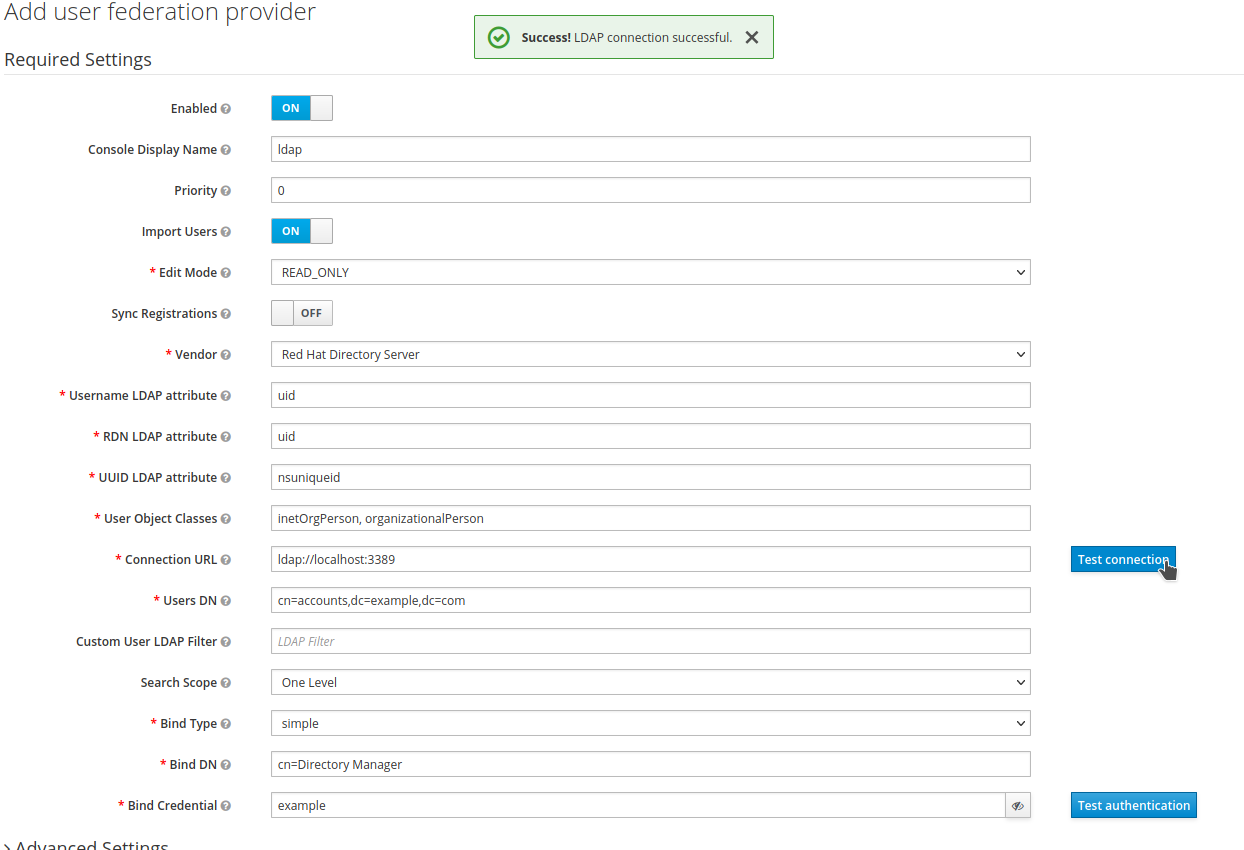 Add user federation provider
Success! LDAP connection successful.
Required Settings
Enabled ON
Console Display Name ldap
Priority 0
Import Users ON
* Edit Mode READ_ONLY
Sync Registrations OFF
* Vendor Red Hat Directory Server
* Username LDAP attribute uid
* RDN LDAP attribute uid
* UUID LDAP attribute nsuniqueid
* User Object Classes inetOrgPerson, organizationalPerson
* Connection URL ldap://localhost:3389 Test connection
* Users DN cn=accounts,dc=example,dc=com
Custom User LDAP Filter LDAP Filter
Search Scope One Level
* Bind Type simple
* Bind DN cn=Directory Manager
* Bind Credential example Test authentication
Advanced Settings